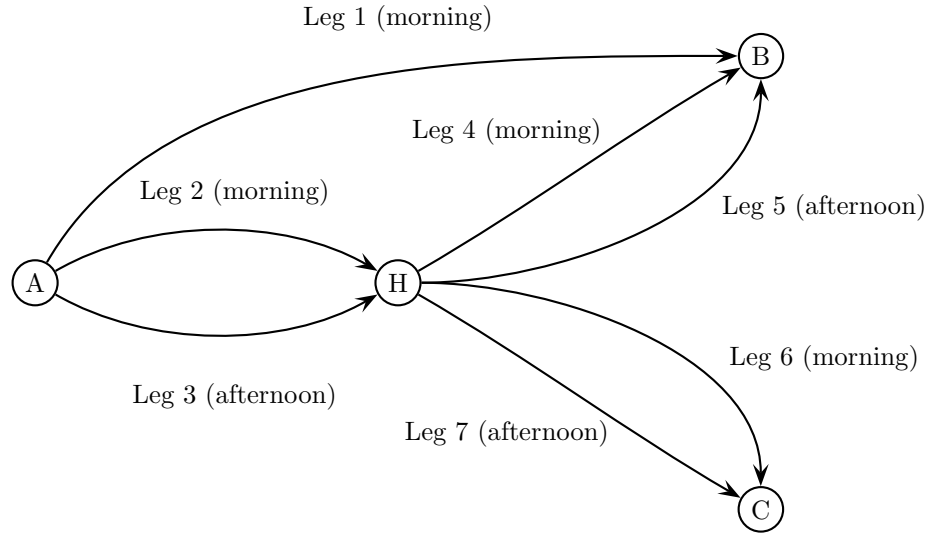 Leg 1 (morning)
B
Leg 4 (morning)
Leg 2 (morning)
Leg 5 (afternoon)
A
H
Leg 6 (morning)
Leg 3 (afternoon)
Leg 7 (afternoon)
C